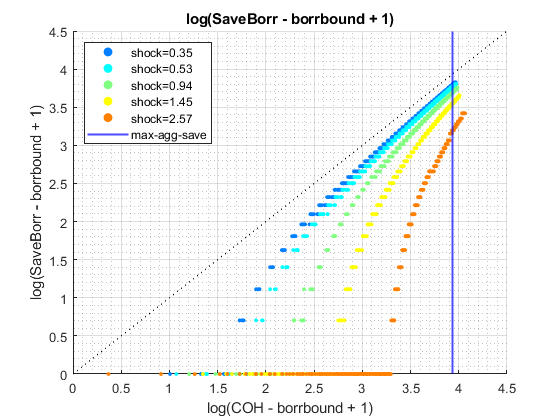 log(SaveBorr - borrbound + 1)
4.5
4
3.5
3
2.5
2
1.5
1
0.5
0
log(SaveBorr - borrbound + 1)
shock=0.35
shock=0.53
shock=0.94
shock=1.45
shock=2.57
max-agg-save
0 0.5 1 1.5 2 2.5 3 3.5 4 4.5
log(COH - borrbound + 1)